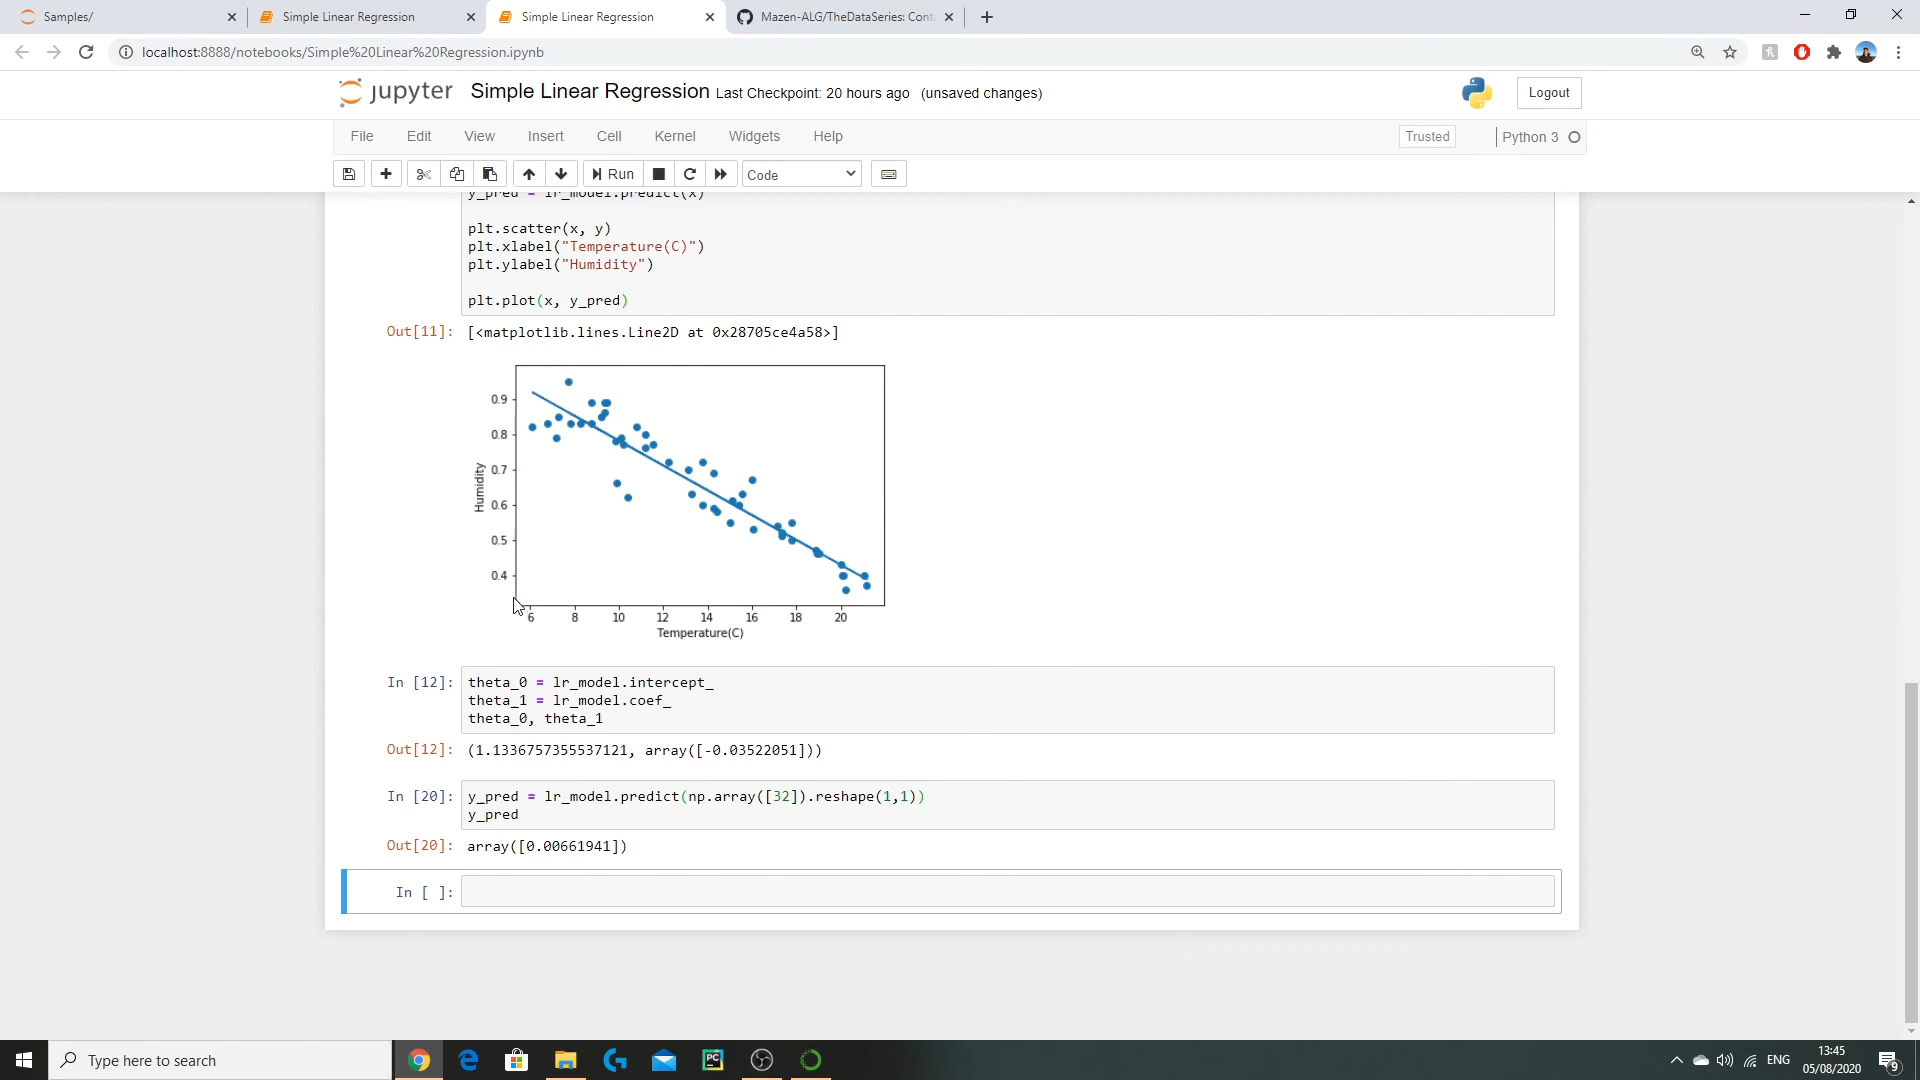 Samples/
Simple Linear Regression
Simple Linear Regression
Mazen-ALG/TheDataSeries: Cont
localhost:8888/notebooks/Simple%20Linear%20Regression.ipynb
jupyter Simple Linear Regression Last Checkpoint: 20 hours ago (unsaved changes)
Logout
File Edit View Insert Cell Kernel Widgets Help
Trusted
Python 3
Run
Code
y_pred = lr_model.predict(x)
plt.scatter(x, y)
plt.xlabel("Temperature(C)")
plt.ylabel("Humidity")
plt.plot(x, y_pred)
Out[11]: [<matplotlib.lines.Line2D at 0x28705ce4a58>]
0.9
0.8
0.7
0.6
0.5
0.4
Humidity
6 8 10 12 14 16 18 20
Temperature(C)
In [12]: theta_0 = lr_model.intercept_
theta_1 = lr_model.coef_
theta_0, theta_1
Out[12]: (1.1336757355537121, array([-0.03522051]))
In [20]: y_pred = lr_model.predict(np.array([32]).reshape(1,1))
y_pred
Out[20]: array([0.00661941])
In [ ]:
Type here to search
PC
ENG
13:45
05/08/2020
9